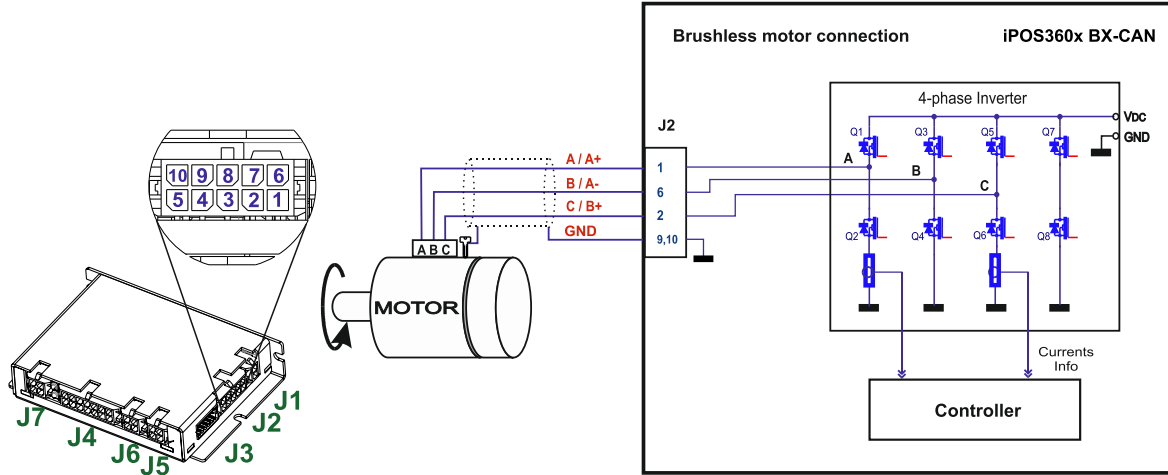 Brushless motor connection
iPOS360x BX-CAN
4-phase Inverter
VDC
GND
Q1
Q3
Q5
Q7
A
B
C
Q2
Q4
Q6
Q8
Currents
Info
Controller
J2
1
6
2
9,10
A / A+
B / A-
C / B+
GND
A B C
MOTOR
10 9 8 7 6
5 4 3 2 1
J7
J4
J6
J5
J3
J2
J1